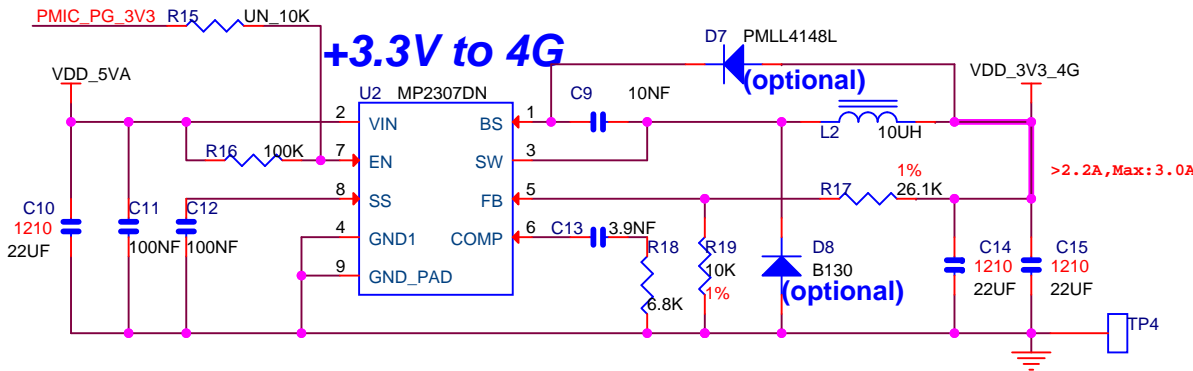 PMIC_PG_3V3 R15 UN_10K
+3.3V to 4G
D7 PMLL4148L
(optional)
VDD_5VA
VDD_3V3_4G
U2 MP2307DN
C9 10NF
2 VIN BS 1
L2 10UH
R16 100K
7 EN SW 3
1%
>2.2A,Max:3.0A
R17 26.1K
8 SS FB 5
C10 C11 C12
1210
22UF 100NF 100NF
4 GND1 COMP 6
C13 3.9NF
9 GND_PAD
R18 R19 D8
10K B130
6.8K 1% (optional)
C14 C15
1210 1210
22UF 22UF
TP4